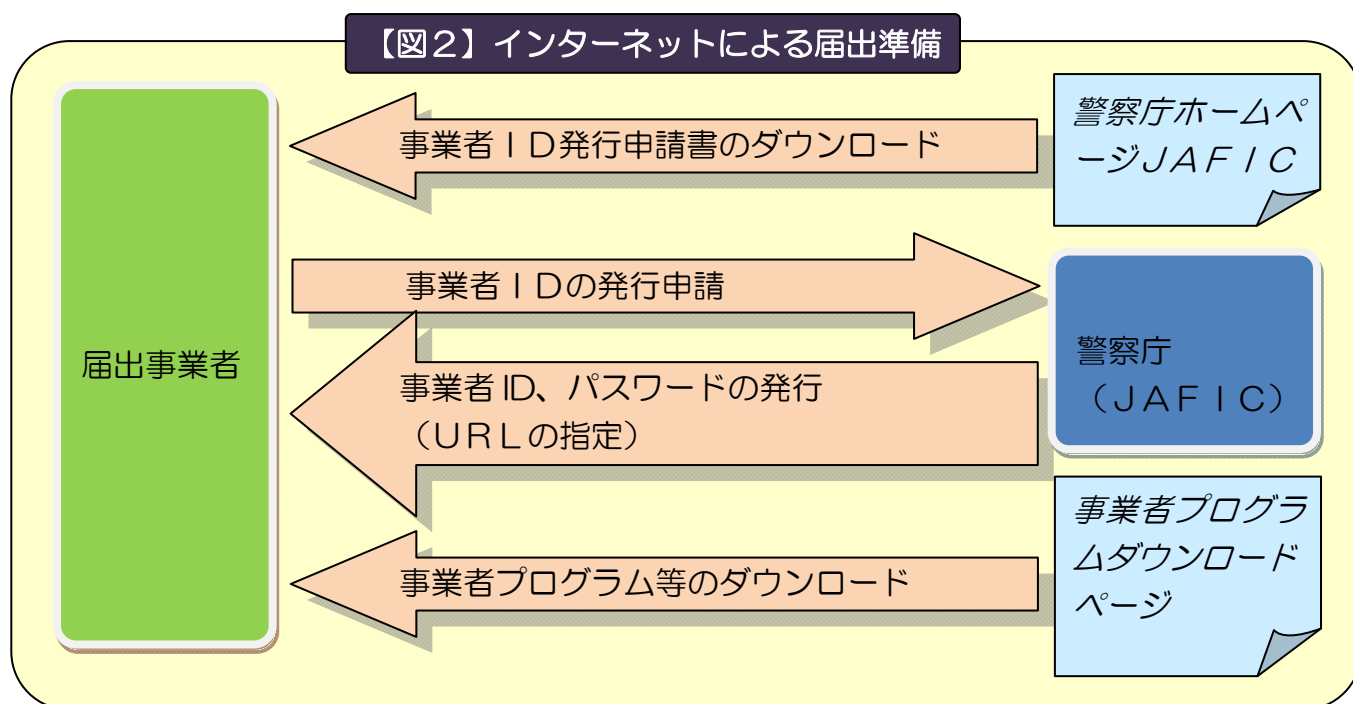 【図2】インターネットによる届出準備
事業者ID発行申請書のダウンロード
警察庁ホームペ
ージJAFIC
事業者IDの発行申請
届出事業者
事業者ID、パスワードの発行
(URLの指定)
警察庁
(JAFIC)
事業者プログラム等のダウンロード
事業者プログラ
ムダウンロード
ページ